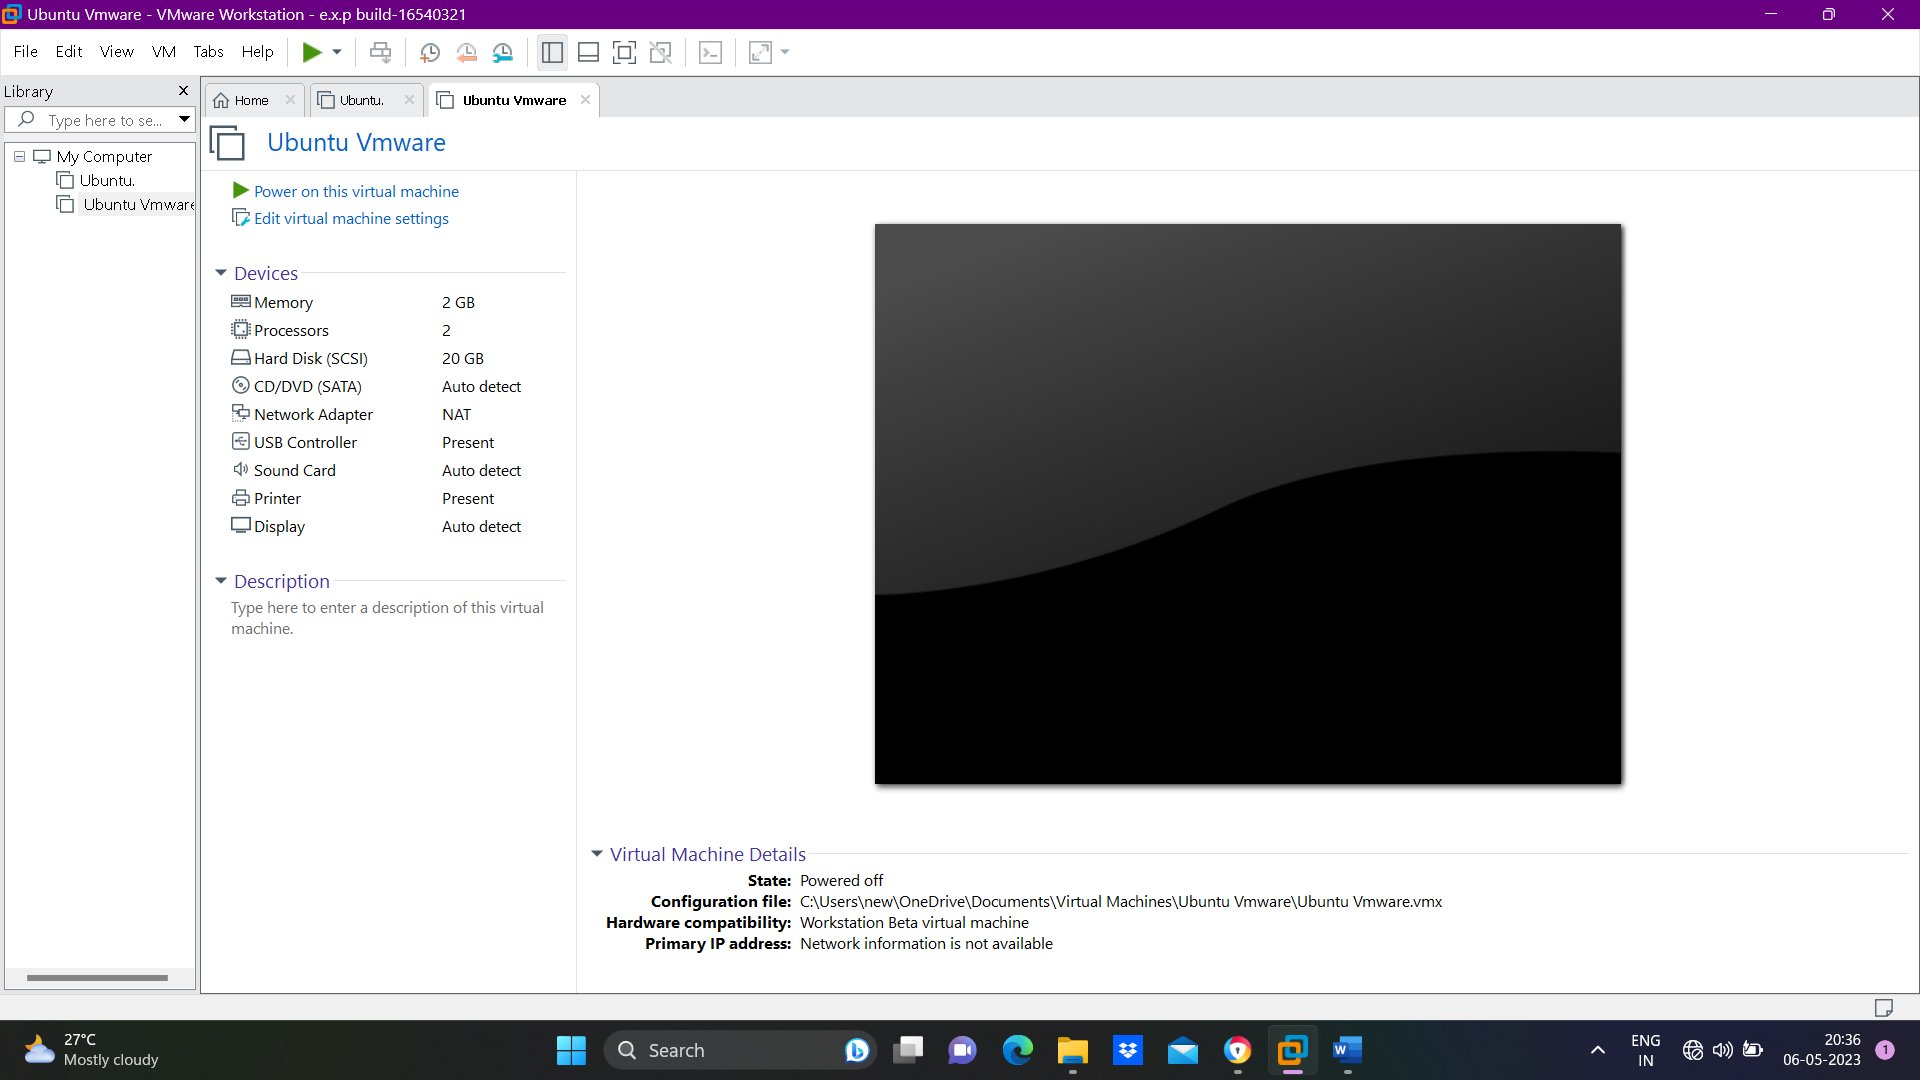 Ubuntu Vmware - VMware Workstation - e.x.p build-16540321
File Edit View VM Tabs Help
Library
Type here to se...
My Computer
Ubuntu.
Ubuntu Vmware
Home
Ubuntu.
Ubuntu Vmware
Ubuntu Vmware
Power on this virtual machine
Edit virtual machine settings
Devices
Memory 2 GB
Processors 2
Hard Disk (SCSI) 20 GB
CD/DVD (SATA) Auto detect
Network Adapter NAT
USB Controller Present
Sound Card Auto detect
Printer Present
Display Auto detect
Description
Type here to enter a description of this virtual
machine.
Virtual Machine Details
State: Powered off
Configuration file: C:\Users\new\OneDrive\Documents\Virtual Machines\Ubuntu Vmware\Ubuntu Vmware.vmx
Hardware compatibility: Workstation Beta virtual machine
Primary IP address: Network information is not available
27°C
Mostly cloudy
Search
W
ENG
IN
20:36
06-05-2023
1